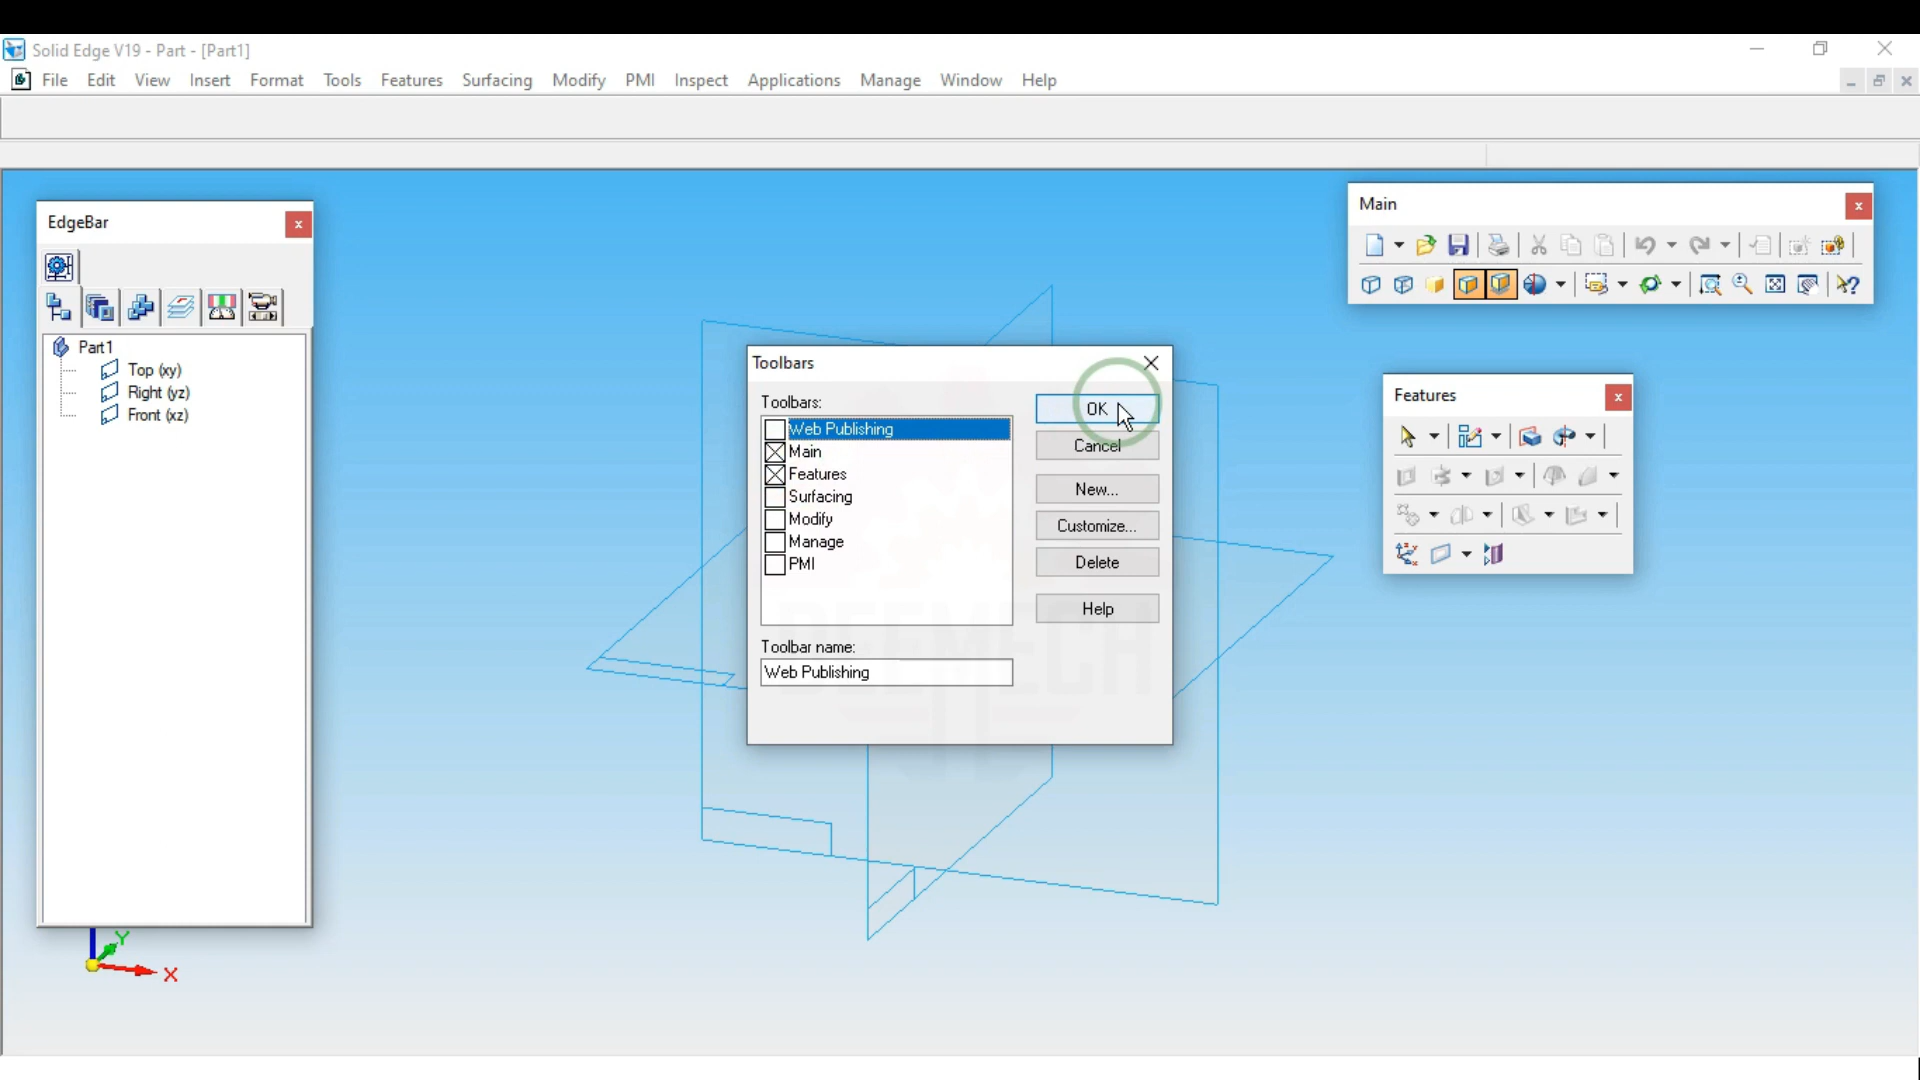 Solid Edge V19 - Part - [Part1]
File Edit View Insert Format Tools Features Surfacing Modify PMI Inspect Applications Manage Window Help
EdgeBar
Part1
Top (xy)
Right (yz)
Front (xz)
Y
X
Toolbars
Toolbars:
Web Publishing
Main
Features
Surfacing
Modify
Manage
PMI
Toolbar name:
Web Publishing
OK
Cancel
New...
Customize...
Delete
Help
DEEMECH
Main
Features